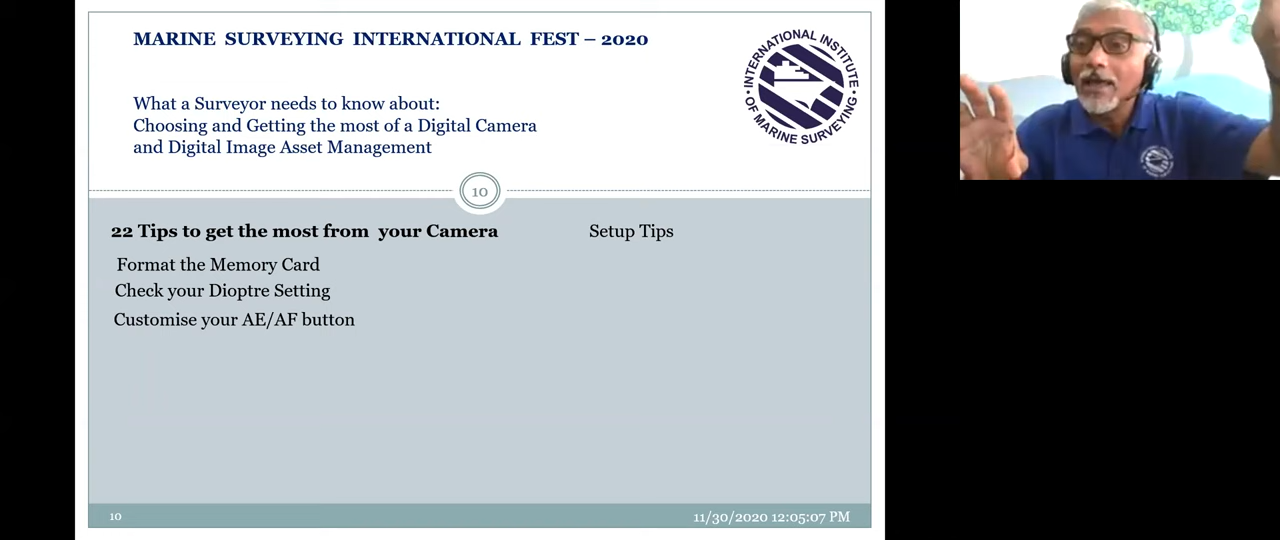 MARINE SURVEYING INTERNATIONAL FEST – 2020
INTERNATIONAL INSTITUTE
• OF MARINE SURVEYING •
What a Surveyor needs to know about:
Choosing and Getting the most of a Digital Camera
and Digital Image Asset Management
10
22 Tips to get the most from your Camera
Setup Tips
Format the Memory Card
Check your Dioptre Setting
Customise your AE/AF button
10
11/30/2020 12:05:07 PM